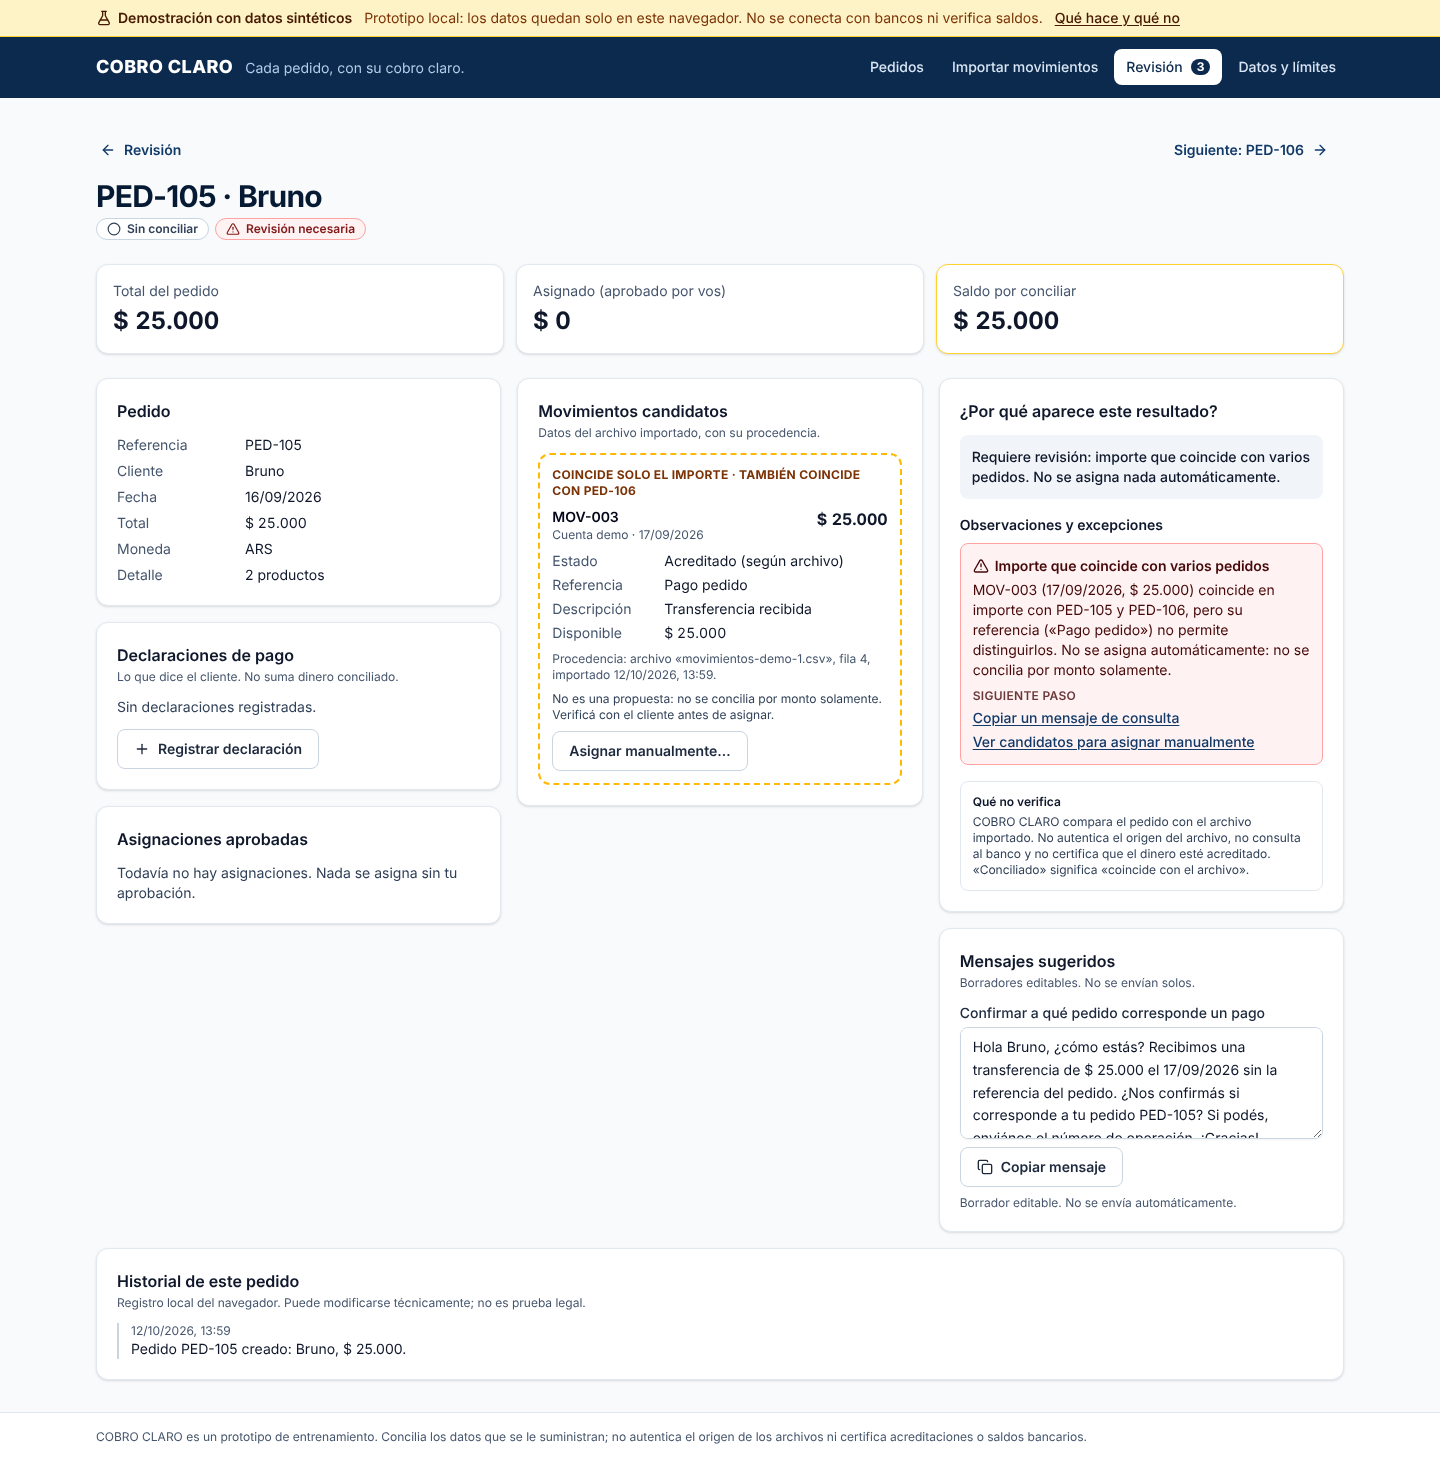 Demostración con datos sintéticos Prototipo local: los datos quedan solo en este navegador. No se conecta con bancos ni verifica saldos. Qué hace y qué no
COBRO CLARO Cada pedido, con su cobro claro. Pedidos Importar movimientos Revisión 3 Datos y límites
Revisión Siguiente: PED-106
PED-105 · Bruno
Sin conciliar Revisión necesaria
Total del pedido
$ 25.000
Asignado (aprobado por vos)
$ 0
Saldo por conciliar
$ 25.000
Pedido
Referencia PED-105
Cliente Bruno
Fecha 16/09/2026
Total $ 25.000
Moneda ARS
Detalle 2 productos
Declaraciones de pago
Lo que dice el cliente. No suma dinero conciliado.
Sin declaraciones registradas.
Registrar declaración
Asignaciones aprobadas
Todavía no hay asignaciones. Nada se asigna sin tu
aprobación.
Movimientos candidatos
Datos del archivo importado, con su procedencia.
COINCIDE SOLO EL IMPORTE · TAMBIÉN COINCIDE
CON PED-106
MOV-003 $ 25.000
Cuenta demo · 17/09/2026
Estado Acreditado (según archivo)
Referencia Pago pedido
Descripción Transferencia recibida
Disponible $ 25.000
Procedencia: archivo «movimientos-demo-1.csv», fila 4,
importado 12/10/2026, 13:59.
No es una propuesta: no se concilia por monto solamente.
Verificá con el cliente antes de asignar.
Asignar manualmente...
¿Por qué aparece este resultado?
Requiere revisión: importe que coincide con varios
pedidos. No se asigna nada automáticamente.
Observaciones y excepciones
Importe que coincide con varios pedidos
MOV-003 (17/09/2026, $ 25.000) coincide en
importe con PED-105 y PED-106, pero su
referencia («Pago pedido») no permite
distinguirlos. No se asigna automáticamente: no se
concilia por monto solamente.
SIGUIENTE PASO
Copiar un mensaje de consulta
Ver candidatos para asignar manualmente
Qué no verifica
COBRO CLARO compara el pedido con el archivo
importado. No autentica el origen del archivo, no consulta
al banco y no certifica que el dinero esté acreditado.
«Conciliado» significa «coincide con el archivo».
Mensajes sugeridos
Borradores editables. No se envían solos.
Confirmar a qué pedido corresponde un pago
Hola Bruno, ¿cómo estás? Recibimos una
transferencia de $ 25.000 el 17/09/2026 sin la
referencia del pedido. ¿Nos confirmás si
corresponde a tu pedido PED-105? Si podés,
envíanos el número de operación. ¡Gracias!
Copiar mensaje
Borrador editable. No se envía automáticamente.
Historial de este pedido
Registro local del navegador. Puede modificarse técnicamente; no es prueba legal.
12/10/2026, 13:59
Pedido PED-105 creado: Bruno, $ 25.000.
COBRO CLARO es un prototipo de entrenamiento. Concilia los datos que se le suministran; no autentica el origen de los archivos ni certifica acreditaciones o saldos bancarios.